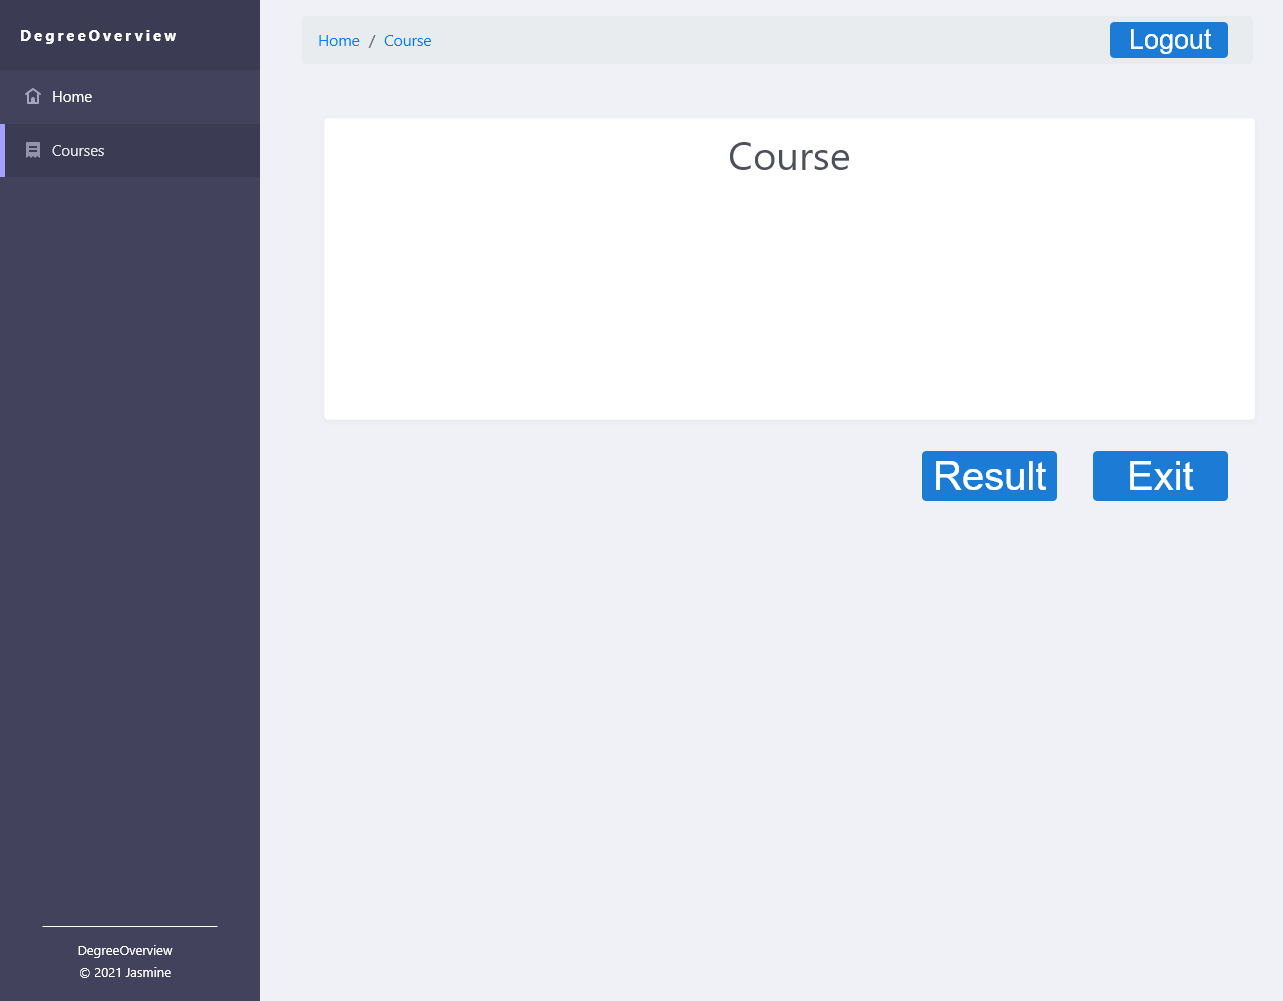 DegreeOverview
Home
Courses
Home / Course
Logout
Course
Result
Exit
DegreeOverview
© 2021 Jasmine